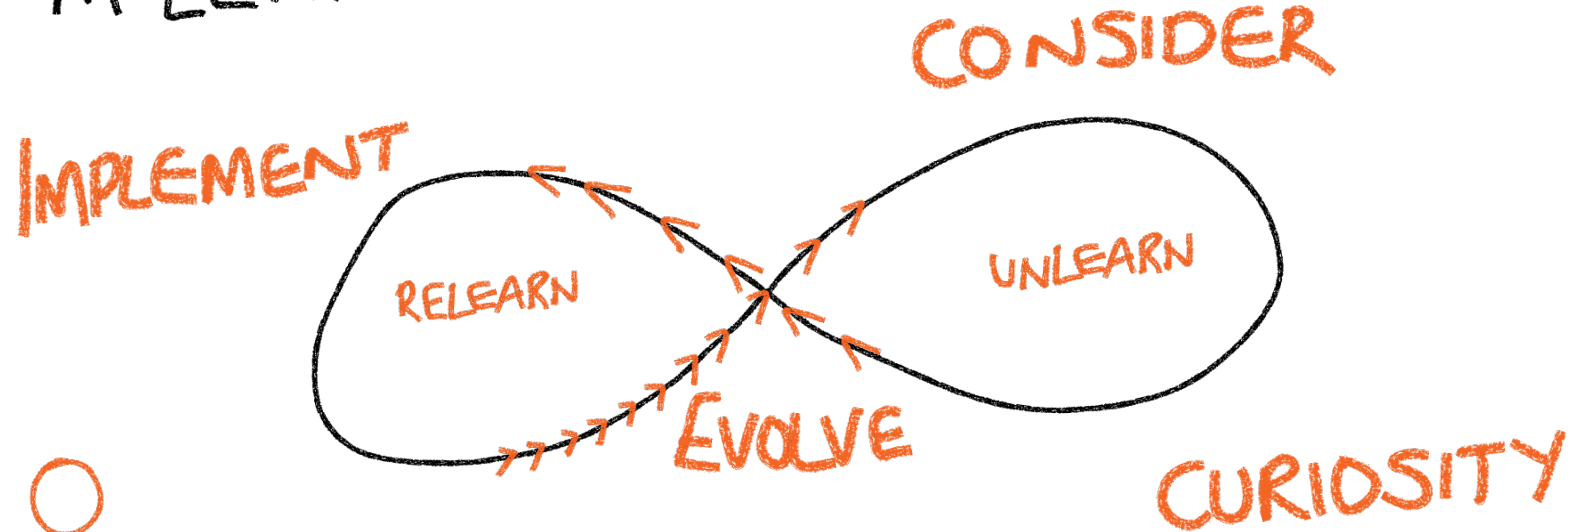 CONSIDER
IMPLEMENT
RELEARN
UNLEARN
EVOLVE
CURIOSITY